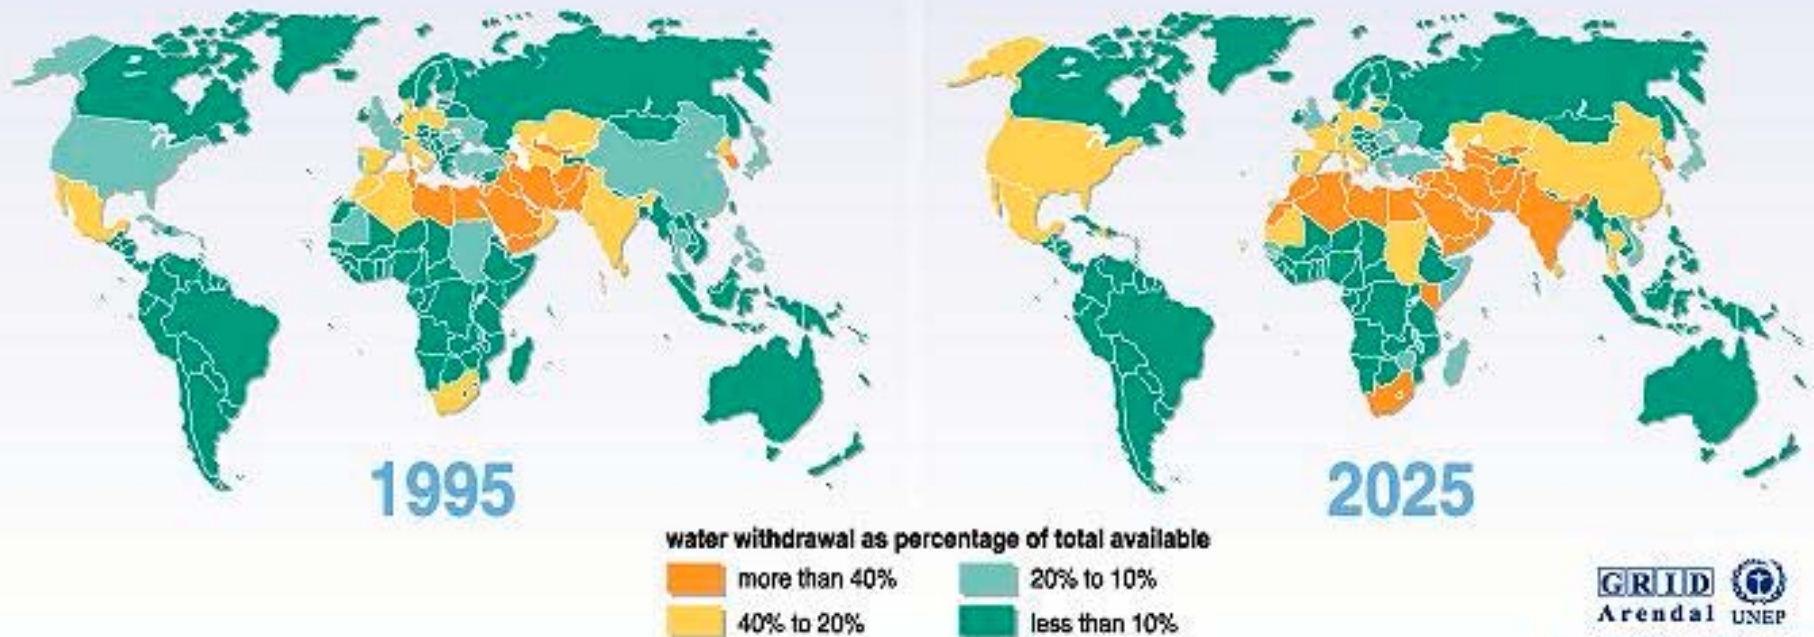 1995
2025
water withdrawal as percentage of total available
more than 40%
20% to 10%
40% to 20%
less than 10%
GRID
Arendal
UNEP